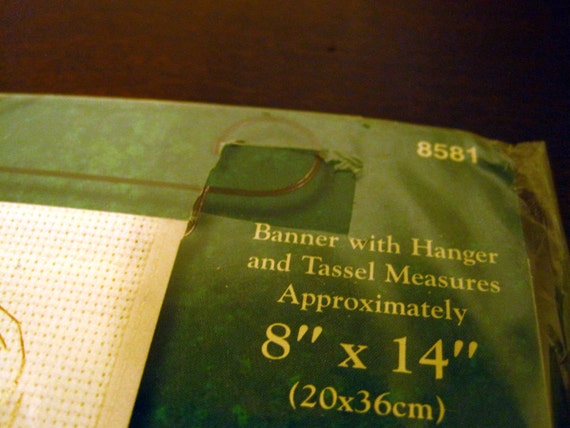 8581
Banner with Hanger
and Tassel Measures
Approximately
8" x 14"
(20x36cm)